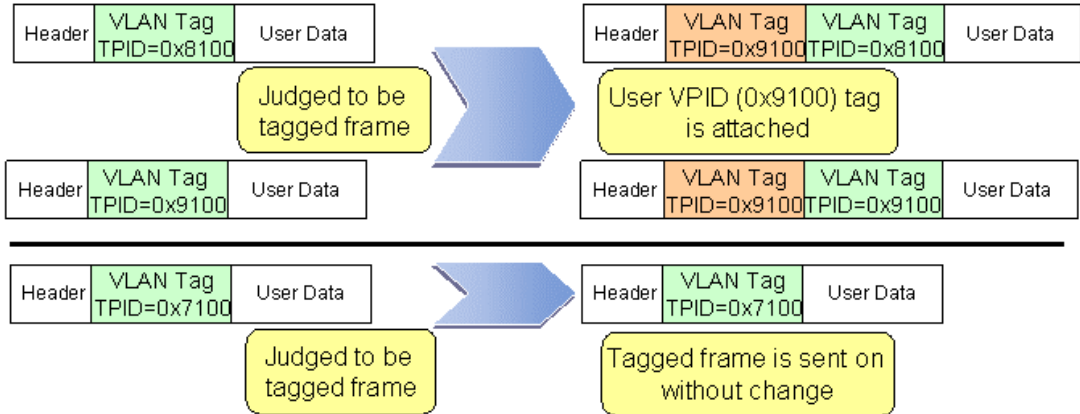 Header VLAN Tag TPID=0x8100 User Data
Header VLAN Tag TPID=0x9100 VLAN Tag TPID=0x8100 User Data
Judged to be
tagged frame
User VPID (0x9100) tag
is attached
Header VLAN Tag TPID=0x9100 User Data
Header VLAN Tag TPID=0x9100 VLAN Tag TPID=0x9100 User Data
Header VLAN Tag TPID=0x7100 User Data
Header VLAN Tag TPID=0x7100 User Data
Judged to be
tagged frame
Tagged frame is sent on
without change